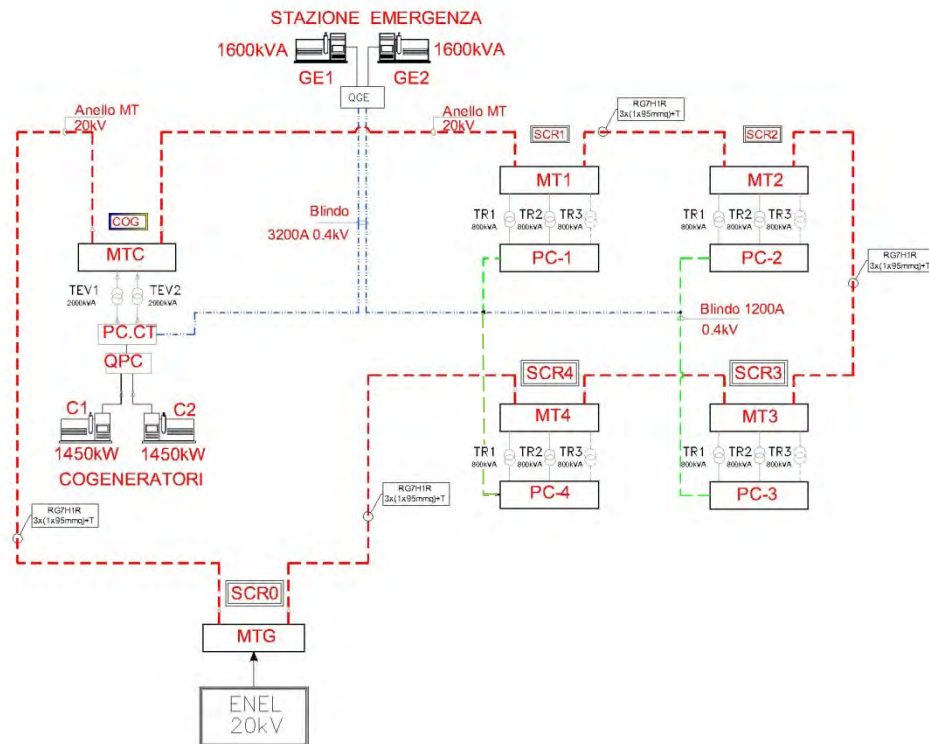 STAZIONE EMERGENZA
1600kVA
1600kVA
GE1
GE2
QGE
Anello MT
20kV
Anello MT
20kV
RG7H1R
3x(1x95mmq)+T
SCR1
SCR2
MT1
MT2
COG
Blindo
3200A 0.4kV
TR1
800kVA
TR2
800kVA
TR3
800kVA
TR1
800kVA
TR2
800kVA
TR3
800kVA
MTC
PC-1
PC-2
RG7H1R
3x(1x95mmq)+T
TEV1
2000kVA
TEV2
2000kVA
Blindo 1200A
0.4kV
PC.CT
QPC
SCR4
SCR3
C1
C2
MT4
MT3
1450kW
1450kW
COGENERATORI
TR1
800kVA
TR2
800kVA
TR3
800kVA
TR1
800kVA
TR2
800kVA
TR3
800kVA
PC-4
PC-3
RG7H1R
3x(1x95mmq)+T
RG7H1R
3x(1x95mmq)+T
SCR0
MTG
ENEL
20kV